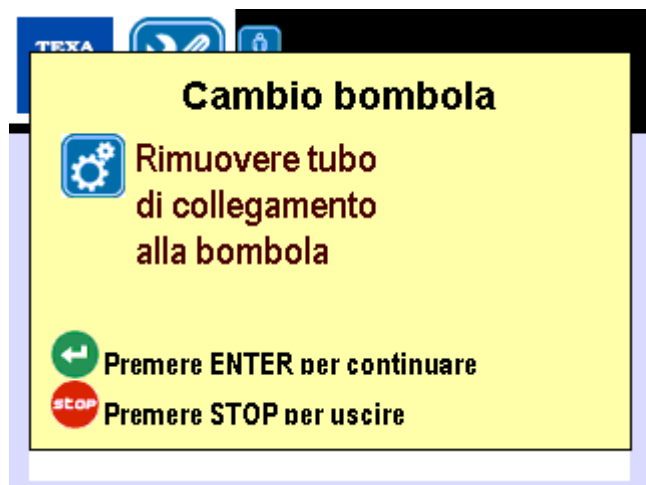 TEXA
Cambio bombola
Rimuovere tubo
di collegamento
alla bombola
Premere ENTER per continuare
STOP Premere STOP per uscire